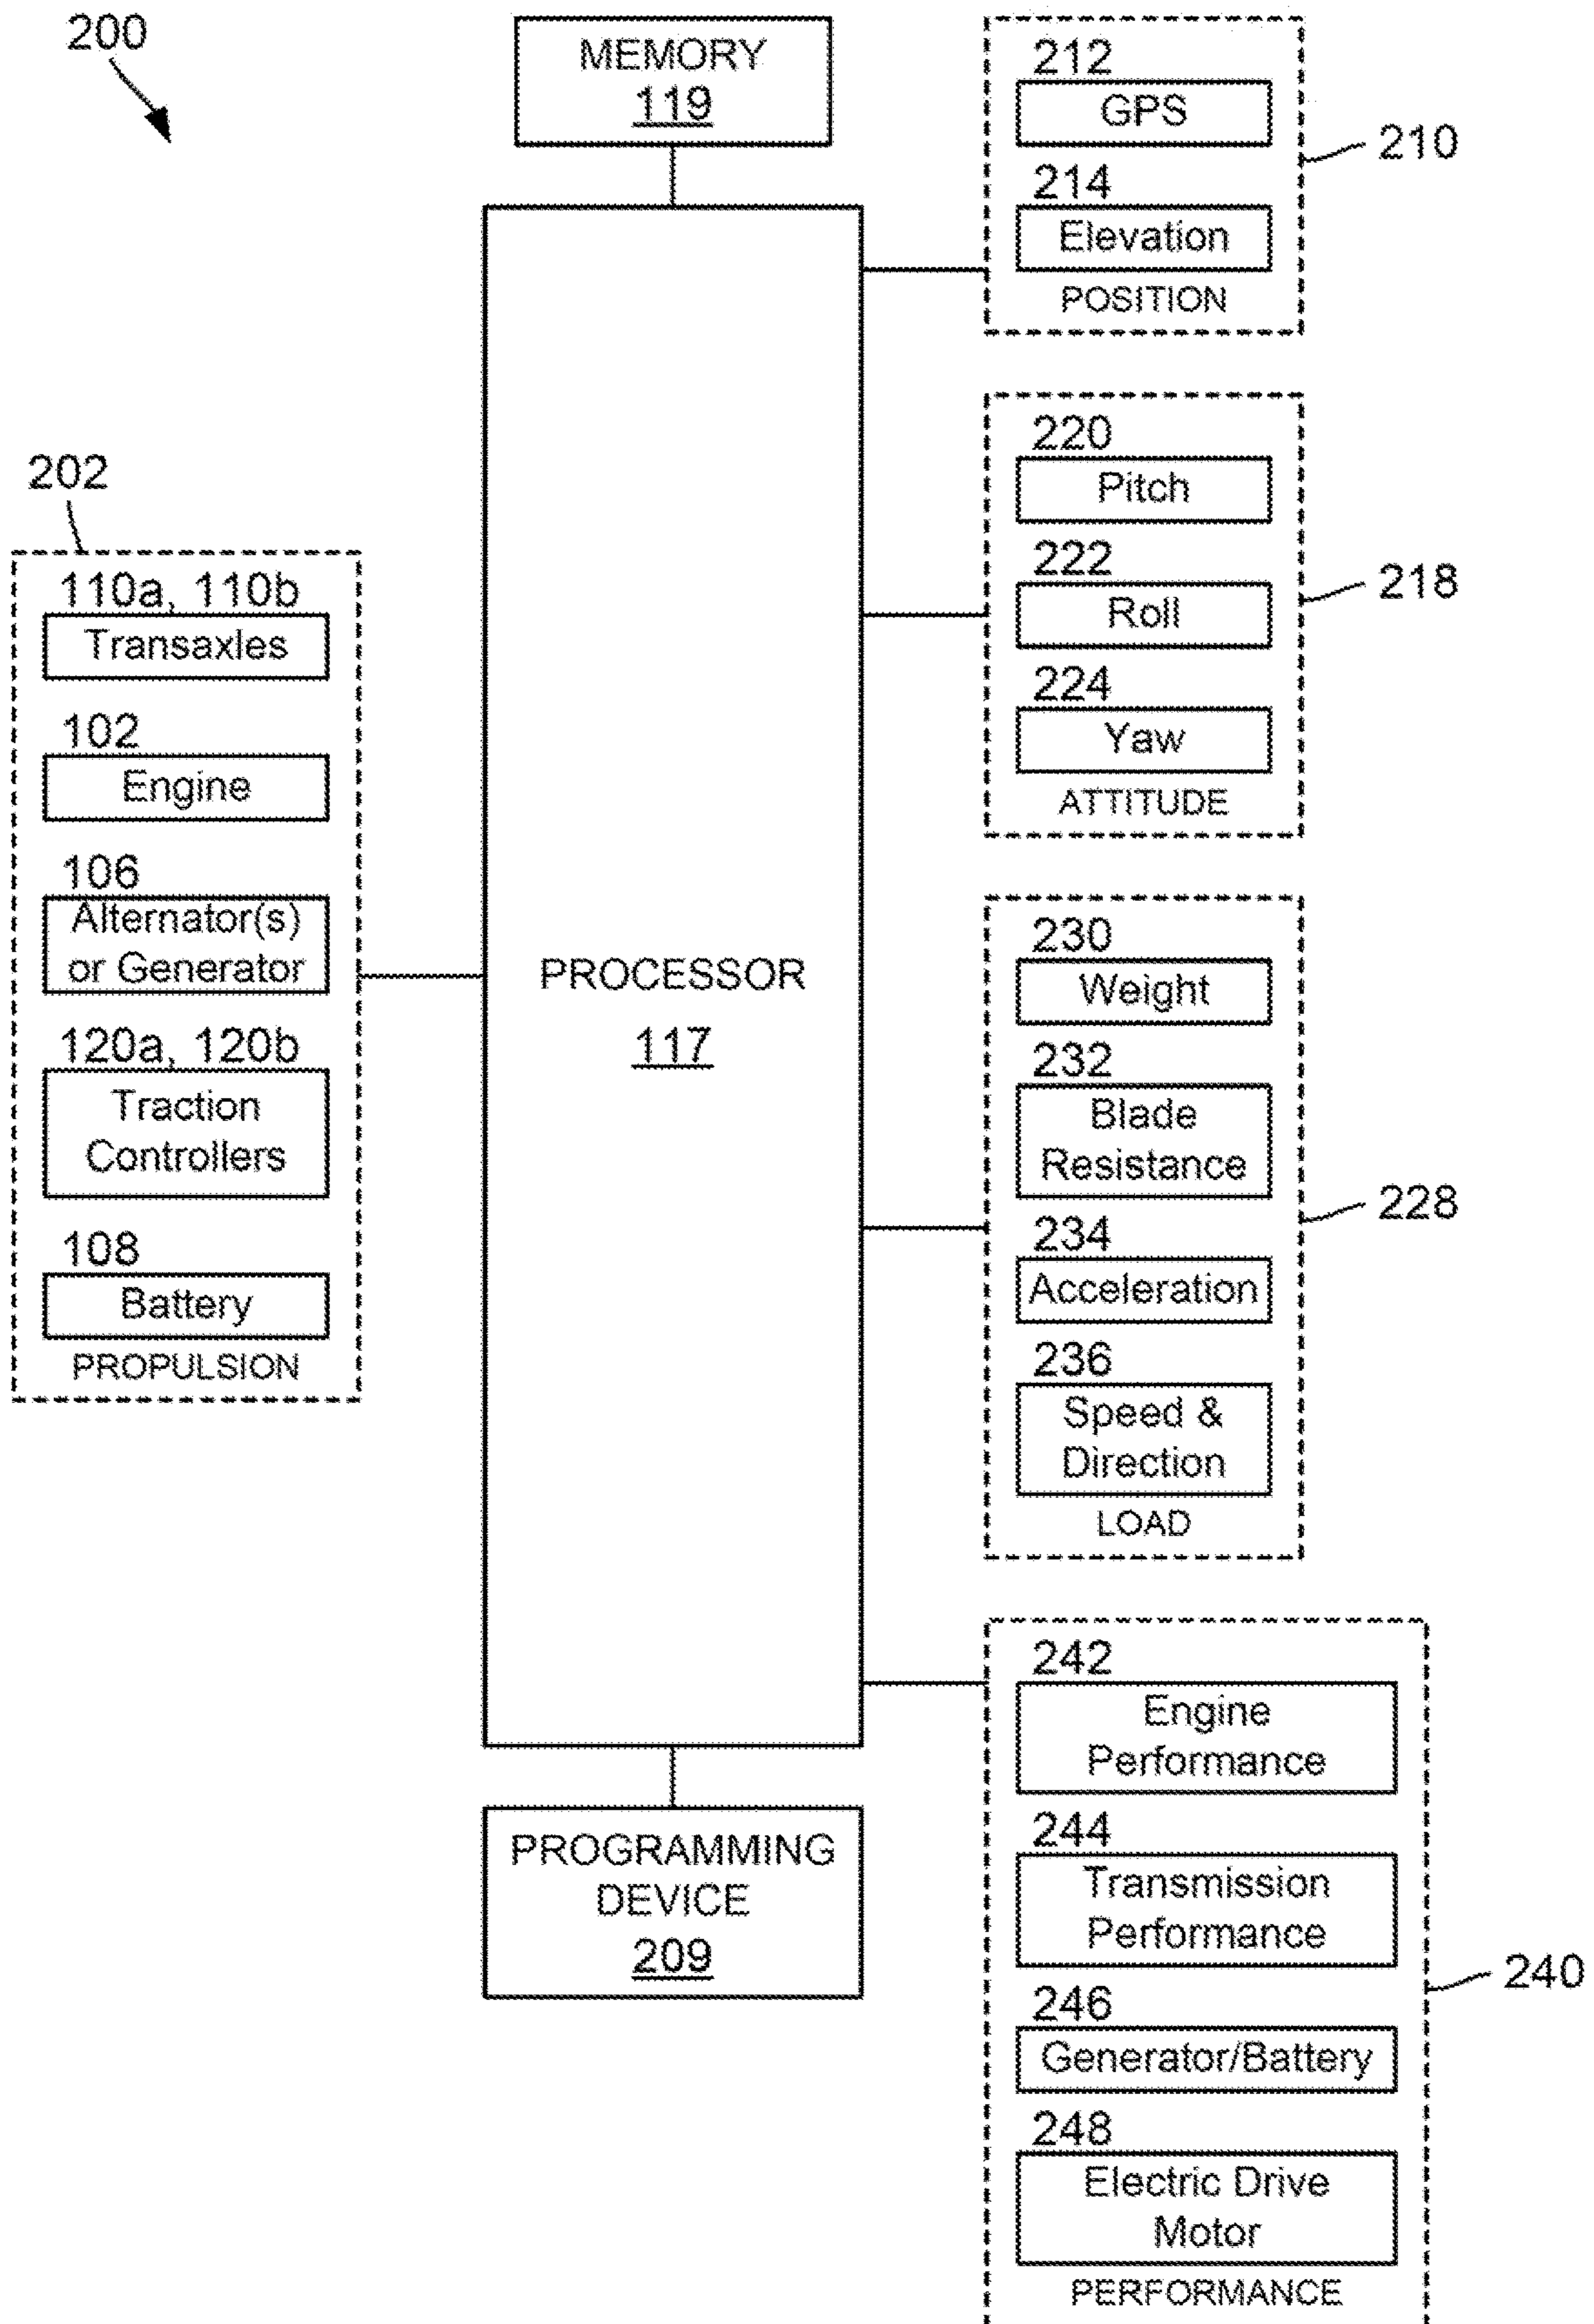 200
MEMORY
119
212
GPS
214
Elevation
POSITION
210
220
Pitch
222
Roll
224
Yaw
ATTITUDE
218
202
110a, 110b
Transaxles
102
Engine
106
Alternator(s)
or Generator
120a, 120b
Traction
Controllers
108
Battery
PROPULSION
PROCESSOR
117
230
Weight
232
Blade
Resistance
234
Acceleration
236
Speed &
Direction
LOAD
228
PROGRAMMING
DEVICE
209
242
Engine
Performance
244
Transmission
Performance
246
Generator/Battery
248
Electric Drive
Motor
PERFORMANCE
240